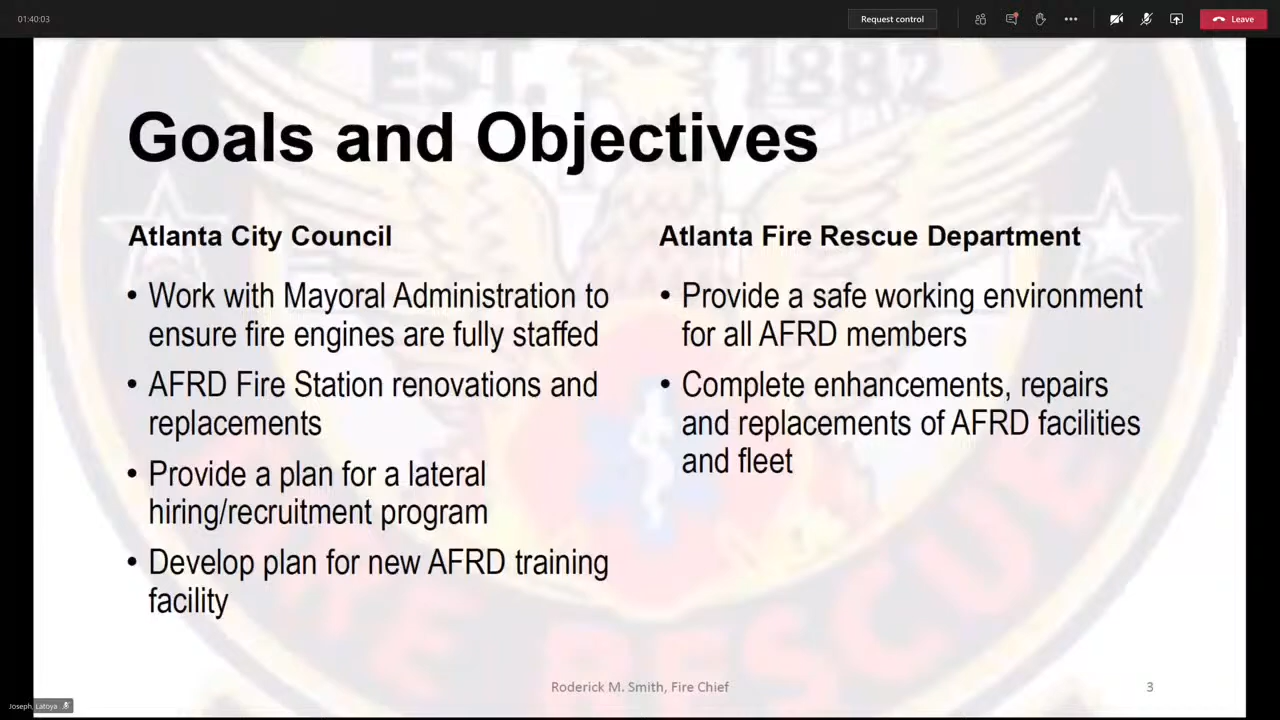 01:40:03
Request control
Leave
EST. 1882
Goals and Objectives
Atlanta City Council
• Work with Mayoral Administration to
ensure fire engines are fully staffed
• AFRD Fire Station renovations and
replacements
• Provide a plan for a lateral
hiring/recruitment program
• Develop plan for new AFRD training
facility
Atlanta Fire Rescue Department
• Provide a safe working environment
for all AFRD members
• Complete enhancements, repairs
and replacements of AFRD facilities
and fleet
RESCUE
Roderick M. Smith, Fire Chief
3
Joseph, Latoya